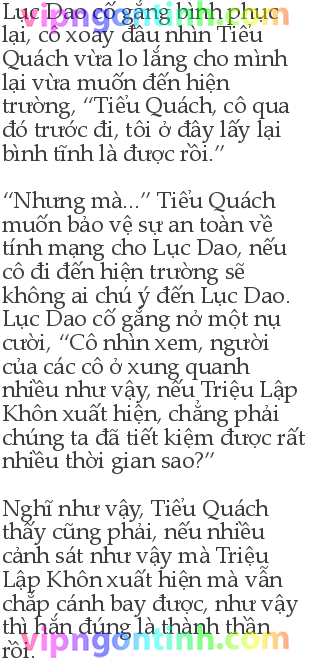 Lục Dao cố gắng bình phục
vipngontinh.com
lại, cô xoay đầu nhìn Tiểu
Quách vừa lo lắng cho mình
lại vừa muốn đến hiện
trường, “Tiểu Quách, cô qua
đó trước đi, tôi ở đây lấy lại
bình tĩnh là được rồi.”
“Nhưng mà...” Tiểu Quách
muốn bảo vệ sự an toàn về
tính mạng cho Lục Dao, nếu
cô đi đến hiện trường sẽ
không ai chú ý đến Lục Dao.
Lục Dao cố gắng nở một nụ
cười, “Cô nhìn xem, người
của các cô ở xung quanh
nhiều như vậy, nếu Triệu Lập
Khôn xuất hiện, chẳng phải
chúng ta đã tiết kiệm được rất
nhiều thời gian sao?”
Nghĩ như vậy, Tiểu Quách
thấy cũng phải, nếu nhiều
cảnh sát như vậy mà Triệu
Lập Khôn xuất hiện mà vẫn
chắp cánh bay được, như vậy
thì hắn đúng là thành thần
vipngontinh.com
rồi.